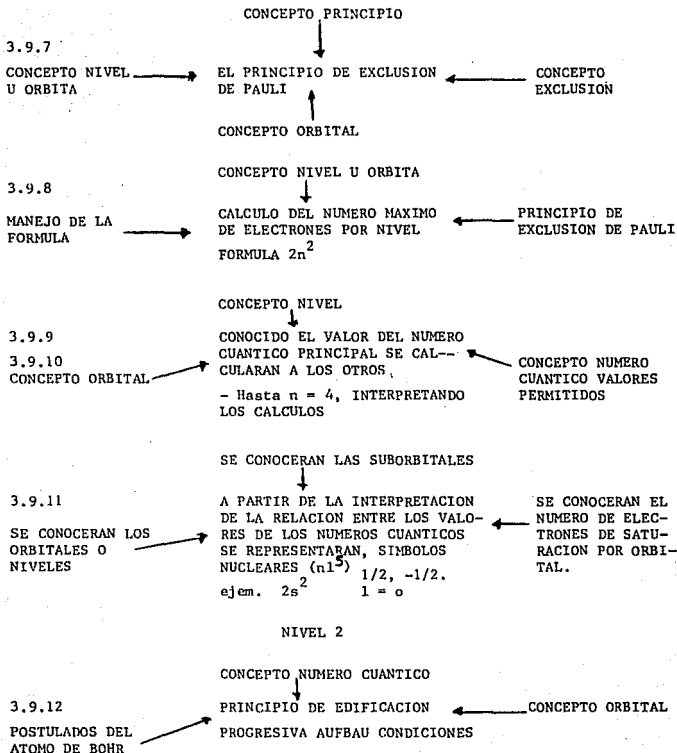 CONCEPTO PRINCIPIO
3.9.7
CONCEPTO NIVEL
U ORBITA
EL PRINCIPIO DE EXCLUSION
DE PAULI
CONCEPTO
EXCLUSION
CONCEPTO ORBITAL
CONCEPTO NIVEL U ORBITA
3.9.8
MANEJO DE LA
FORMULA
CALCULO DEL NUMERO MAXIMO
DE ELECTRONES POR NIVEL
FORMULA 2n²
PRINCIPIO DE
EXCLUSION DE PAULI
CONCEPTO NIVEL
3.9.9
3.9.10
CONCEPTO ORBITAL
CONOCIDO EL VALOR DEL NUMERO
CUANTICO PRINCIPAL SE CAL--
CULARAN A LOS OTROS.
- Hasta n = 4, INTERPRETANDO
LOS CALCULOS
CONCEPTO NUMERO
CUANTICO VALORES
PERMITIDOS
SE CONOCERAN LAS SUBORBITALES
3.9.11
SE CONOCERAN LOS
ORBITALES O
NIVELES
A PARTIR DE LA INTERPRETACION
DE LA RELACION ENTRE LOS VALO-
RES DE LOS NUMEROS CUANTICOS
SE REPRESENTARAN, SIMBOLOS
NUCLEARES (nl⁵) 1/2, -1/2.
ejem. 2s² l = o
SE CONOCERAN EL
NUMERO DE ELEC-
TRONES DE SATU-
RACION POR ORBI-
TAL.
NIVEL 2
CONCEPTO NUMERO CUANTICO
3.9.12
POSTULADOS DEL
ATOMO DE BOHR
PRINCIPIO DE EDIFICACION
PROGRESIVA AUFBAU CONDICIONES
CONCEPTO ORBITAL